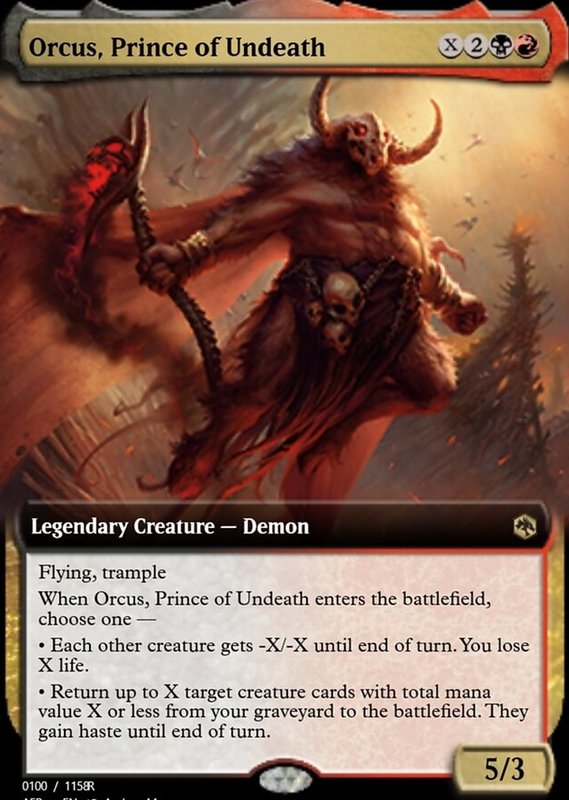 Orcus, Prince of Undeath X2
Legendary Creature — Demon
Flying, trample
When Orcus, Prince of Undeath enters the battlefield,
choose one —
• Each other creature gets -X/-X until end of turn. You lose
X life.
• Return up to X target creature cards with total mana
value X or less from your graveyard to the battlefield. They
gain haste until end of turn.
5/3
0100 / 1158R